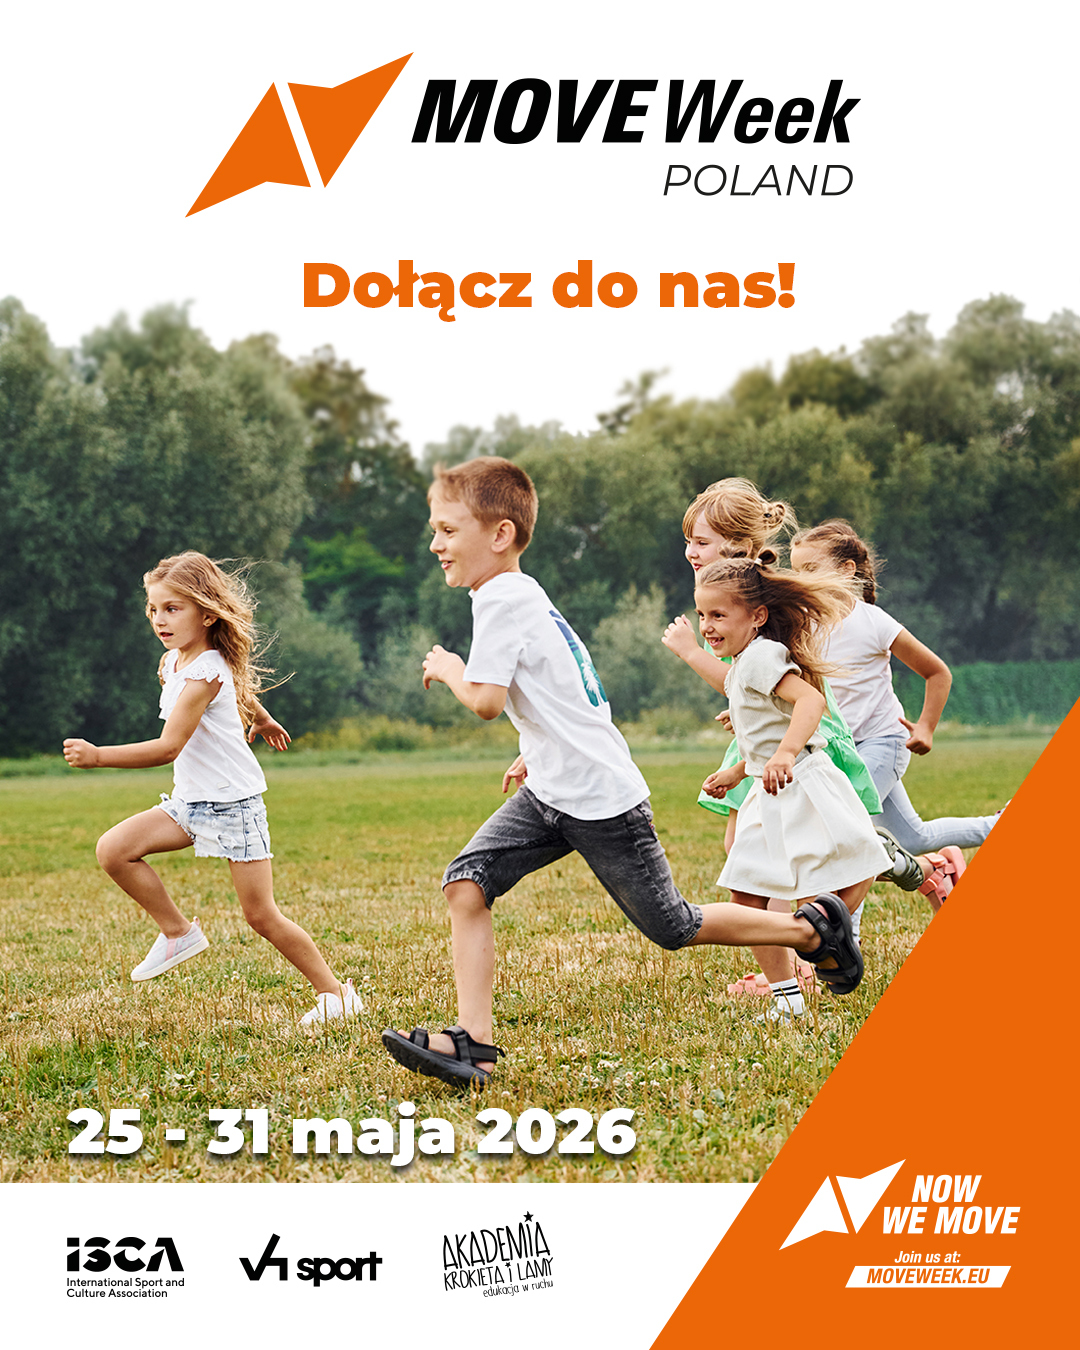 MOVE Week
POLAND
Dołącz do nas!
25 - 31 maja 2026
ISCA
International Sport and
Culture Association
V4 sport
AKADEMIA
KROKIETA i LAMY
edukacja w ruchu
NOW
WE MOVE
Join us at:
MOVEWEEK.EU